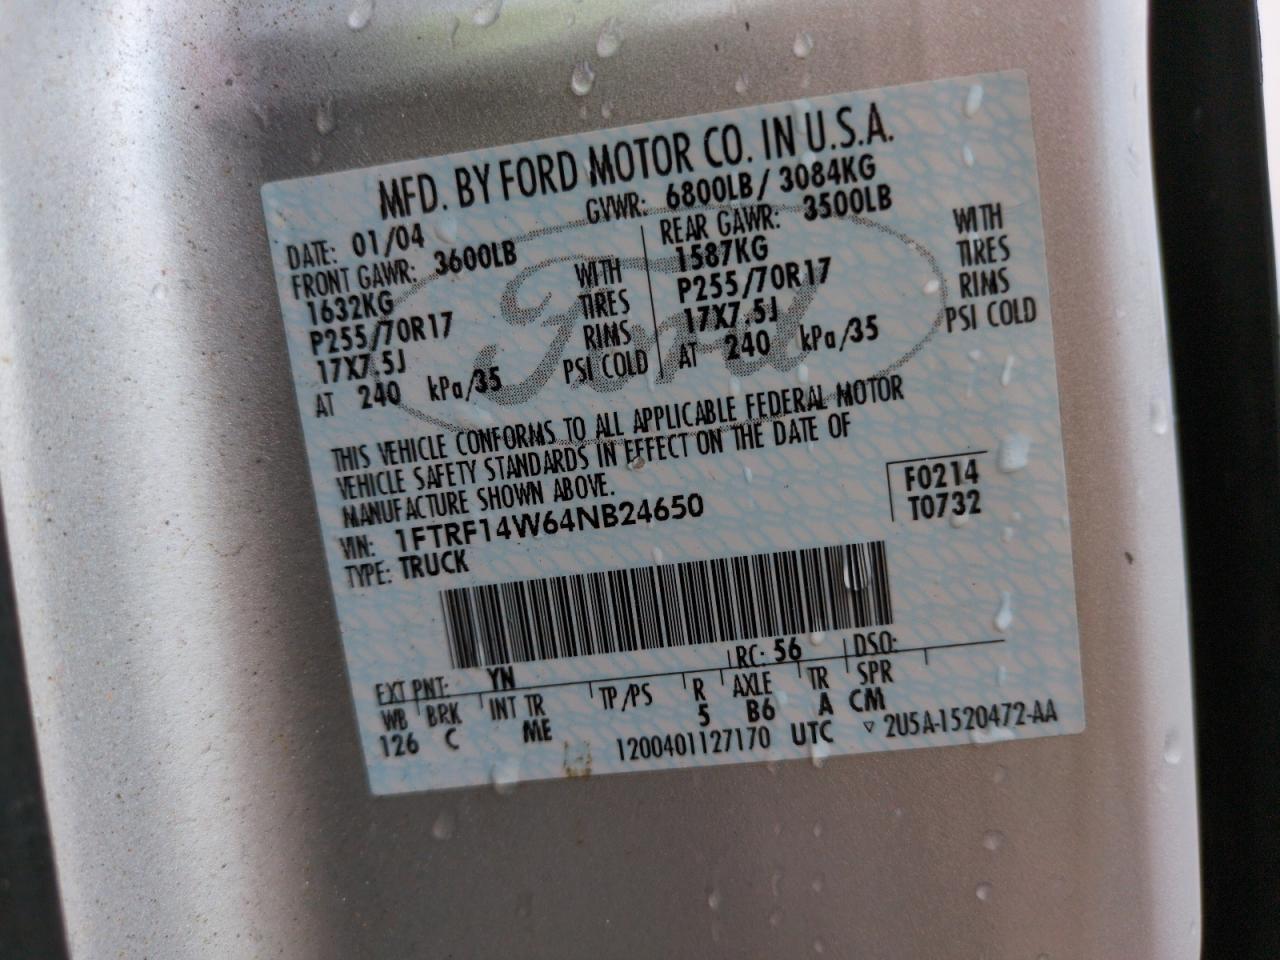 MFD. BY FORD MOTOR CO. IN U.S.A.
DATE: 01/04 GVWR: 6800LB / 3084KG
FRONT GAWR: 3600LB REAR GAWR: 3500LB
1632KG WITH 1587KG WITH
P255/70R17 TIRES P255/70R17 TIRES
17X7.5J RIMS 17X7.5J RIMS
AT 240 kPa/35 PSI COLD AT 240 kPa/35 PSI COLD
Ford
THIS VEHICLE CONFORMS TO ALL APPLICABLE FEDERAL MOTOR
VEHICLE SAFETY STANDARDS IN EFFECT ON THE DATE OF
MANUFACTURE SHOWN ABOVE.
VIN: 1FTRF14W64NB24650 F0214
TYPE: TRUCK T0732
EXT PNT: YN RC: 56 DSO:
WB BRK INT TR TP/PS R AXLE TR SPR
126 C ME 5 B6 A CM
1200401127170 UTC ▽ 2U5A-1520472-AA